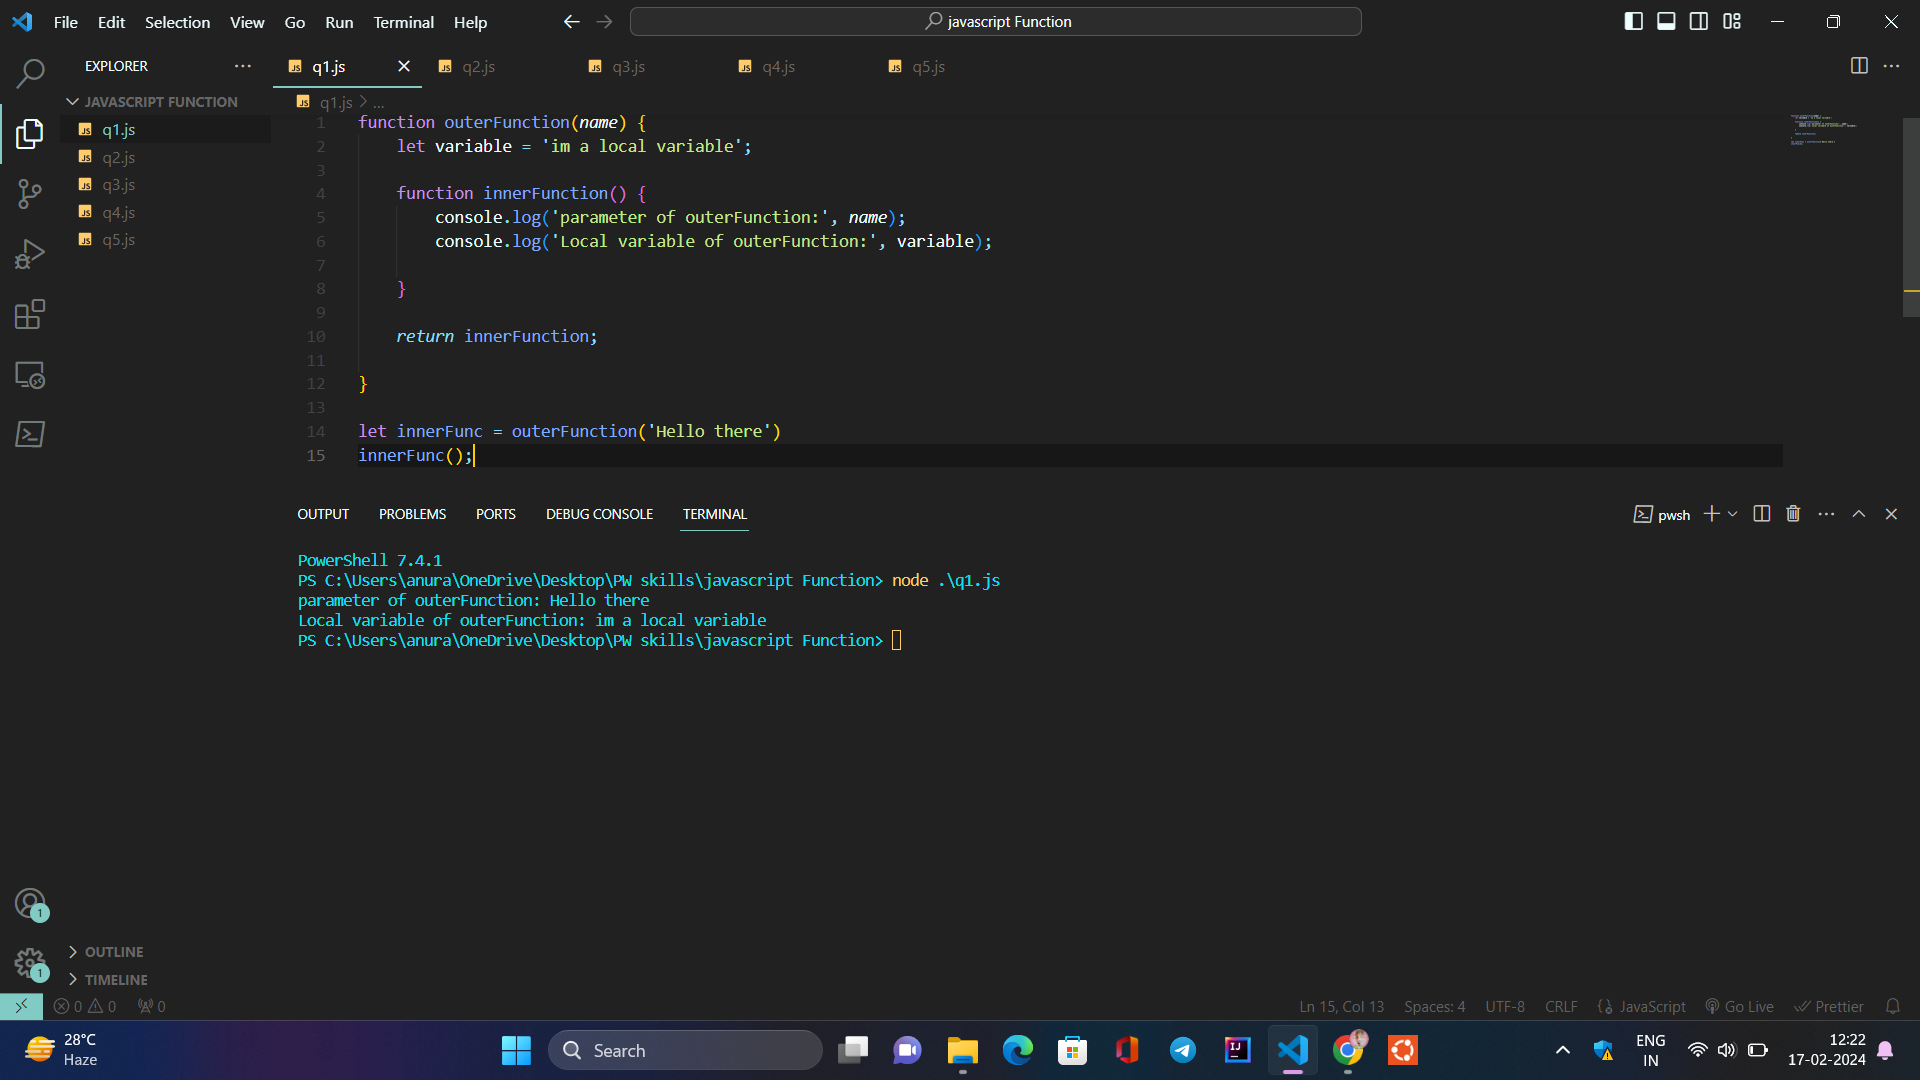 File Edit Selection View Go Run Terminal Help
javascript Function
EXPLORER
q1.js
q2.js
q3.js
q4.js
q5.js
JAVASCRIPT FUNCTION
q1.js
q2.js
q3.js
q4.js
q5.js
q1.js > ...
1 function outerFunction(name) {
2 let variable = 'im a local variable';
3
4 function innerFunction() {
5 console.log('parameter of outerFunction:', name);
6 console.log('Local variable of outerFunction:', variable);
7
8 }
9
10 return innerFunction;
11
12 }
13
14 let innerFunc = outerFunction('Hello there')
15 innerFunc();
OUTPUT PROBLEMS PORTS DEBUG CONSOLE TERMINAL
pwsh
PowerShell 7.4.1
PS C:\Users\anura\OneDrive\Desktop\PW skills\javascript Function> node .\q1.js
parameter of outerFunction: Hello there
Local variable of outerFunction: im a local variable
PS C:\Users\anura\OneDrive\Desktop\PW skills\javascript Function>
1
1
OUTLINE
TIMELINE
0 0 0
Ln 15, Col 13 Spaces: 4 UTF-8 CRLF JavaScript Go Live Prettier
28°C
Haze
Search
IJ
ENG
IN
12:22
17-02-2024